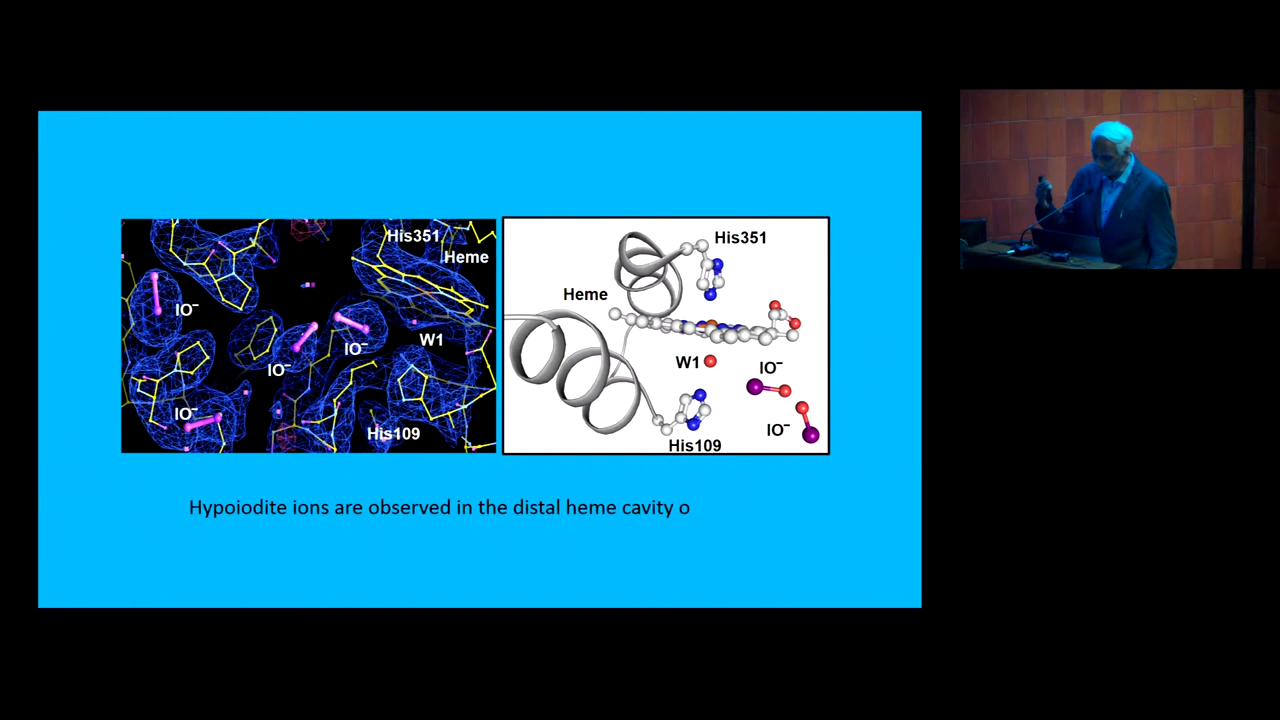 His351
Heme
IO⁻
W1
IO⁻
IO⁻
IO⁻
His109
His351
Heme
W1
IO⁻
IO⁻
His109
Hypoiodite ions are observed in the distal heme cavity o